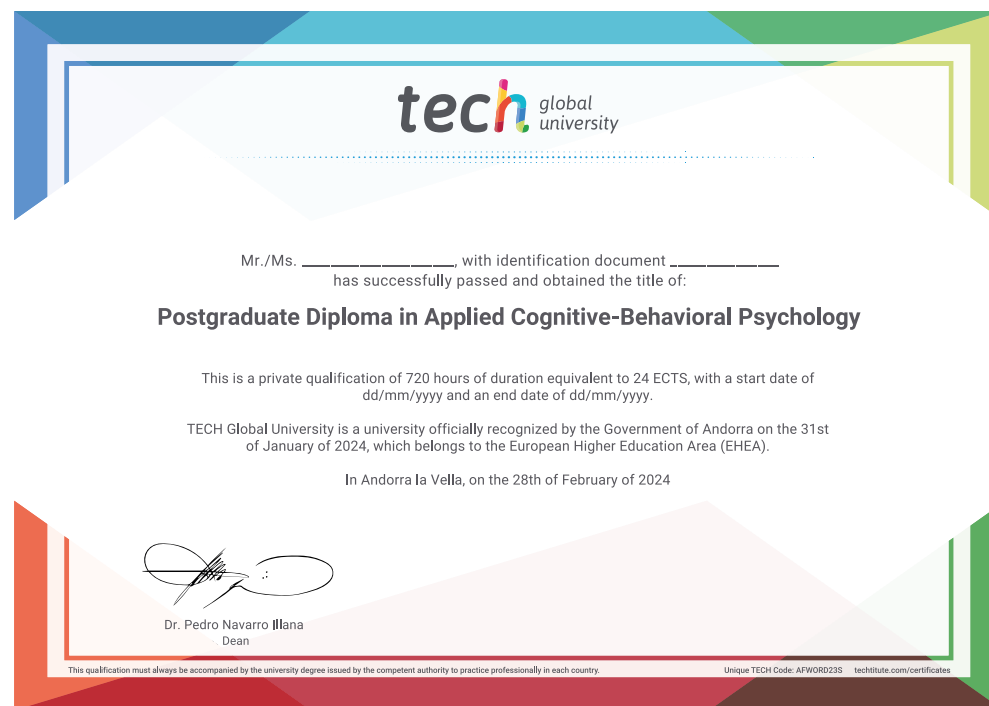 tech global
university
Mr./Ms. ____________________, with identification document ______________
has successfully passed and obtained the title of:
Postgraduate Diploma in Applied Cognitive-Behavioral Psychology
This is a private qualification of 720 hours of duration equivalent to 24 ECTS, with a start date of
dd/mm/yyyy and an end date of dd/mm/yyyy.
TECH Global University is a university officially recognized by the Government of Andorra on the 31st
of January of 2024, which belongs to the European Higher Education Area (EHEA).
In Andorra la Vella, on the 28th of February of 2024
Dr. Pedro Navarro Illana
Dean
This qualification must always be accompanied by the university degree issued by the competent authority to practice professionally in each country. Unique TECH Code: AFWORD23S techtitute.com/certificates